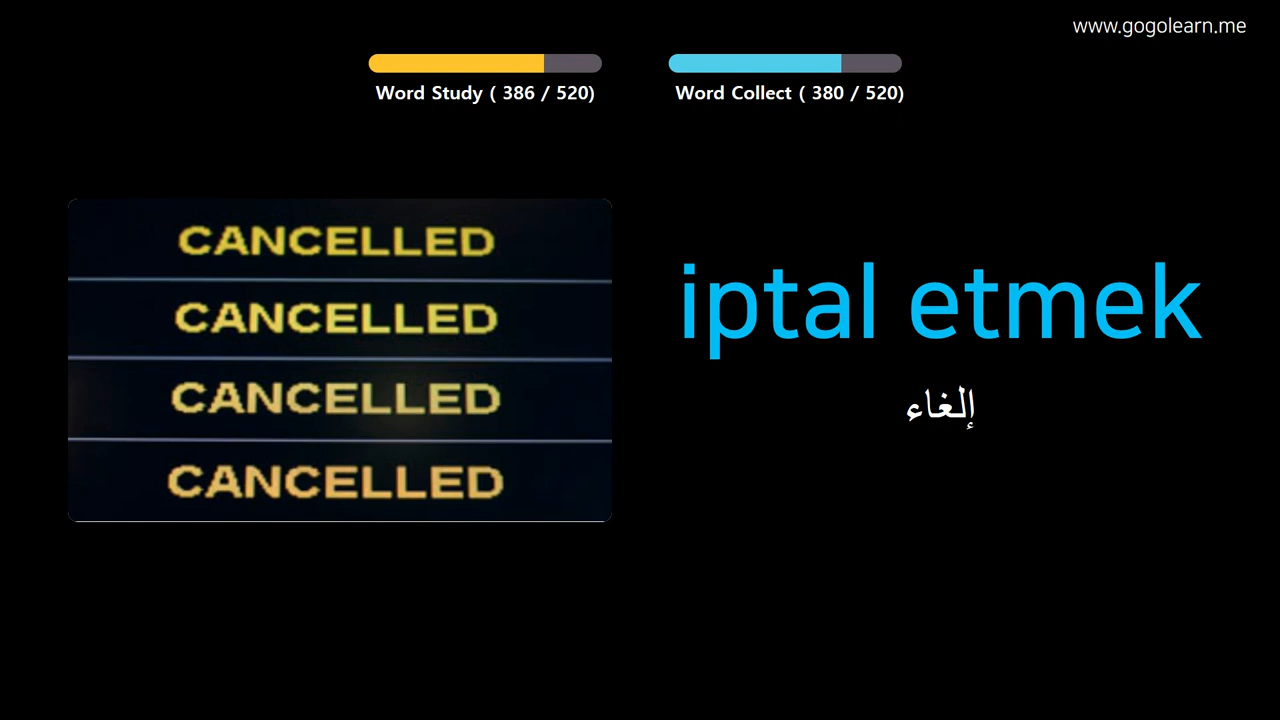 www.gogolearn.me
Word Study ( 386 / 520)
Word Collect ( 380 / 520)
CANCELLED
CANCELLED
CANCELLED
CANCELLED
iptal etmek
إلغاء